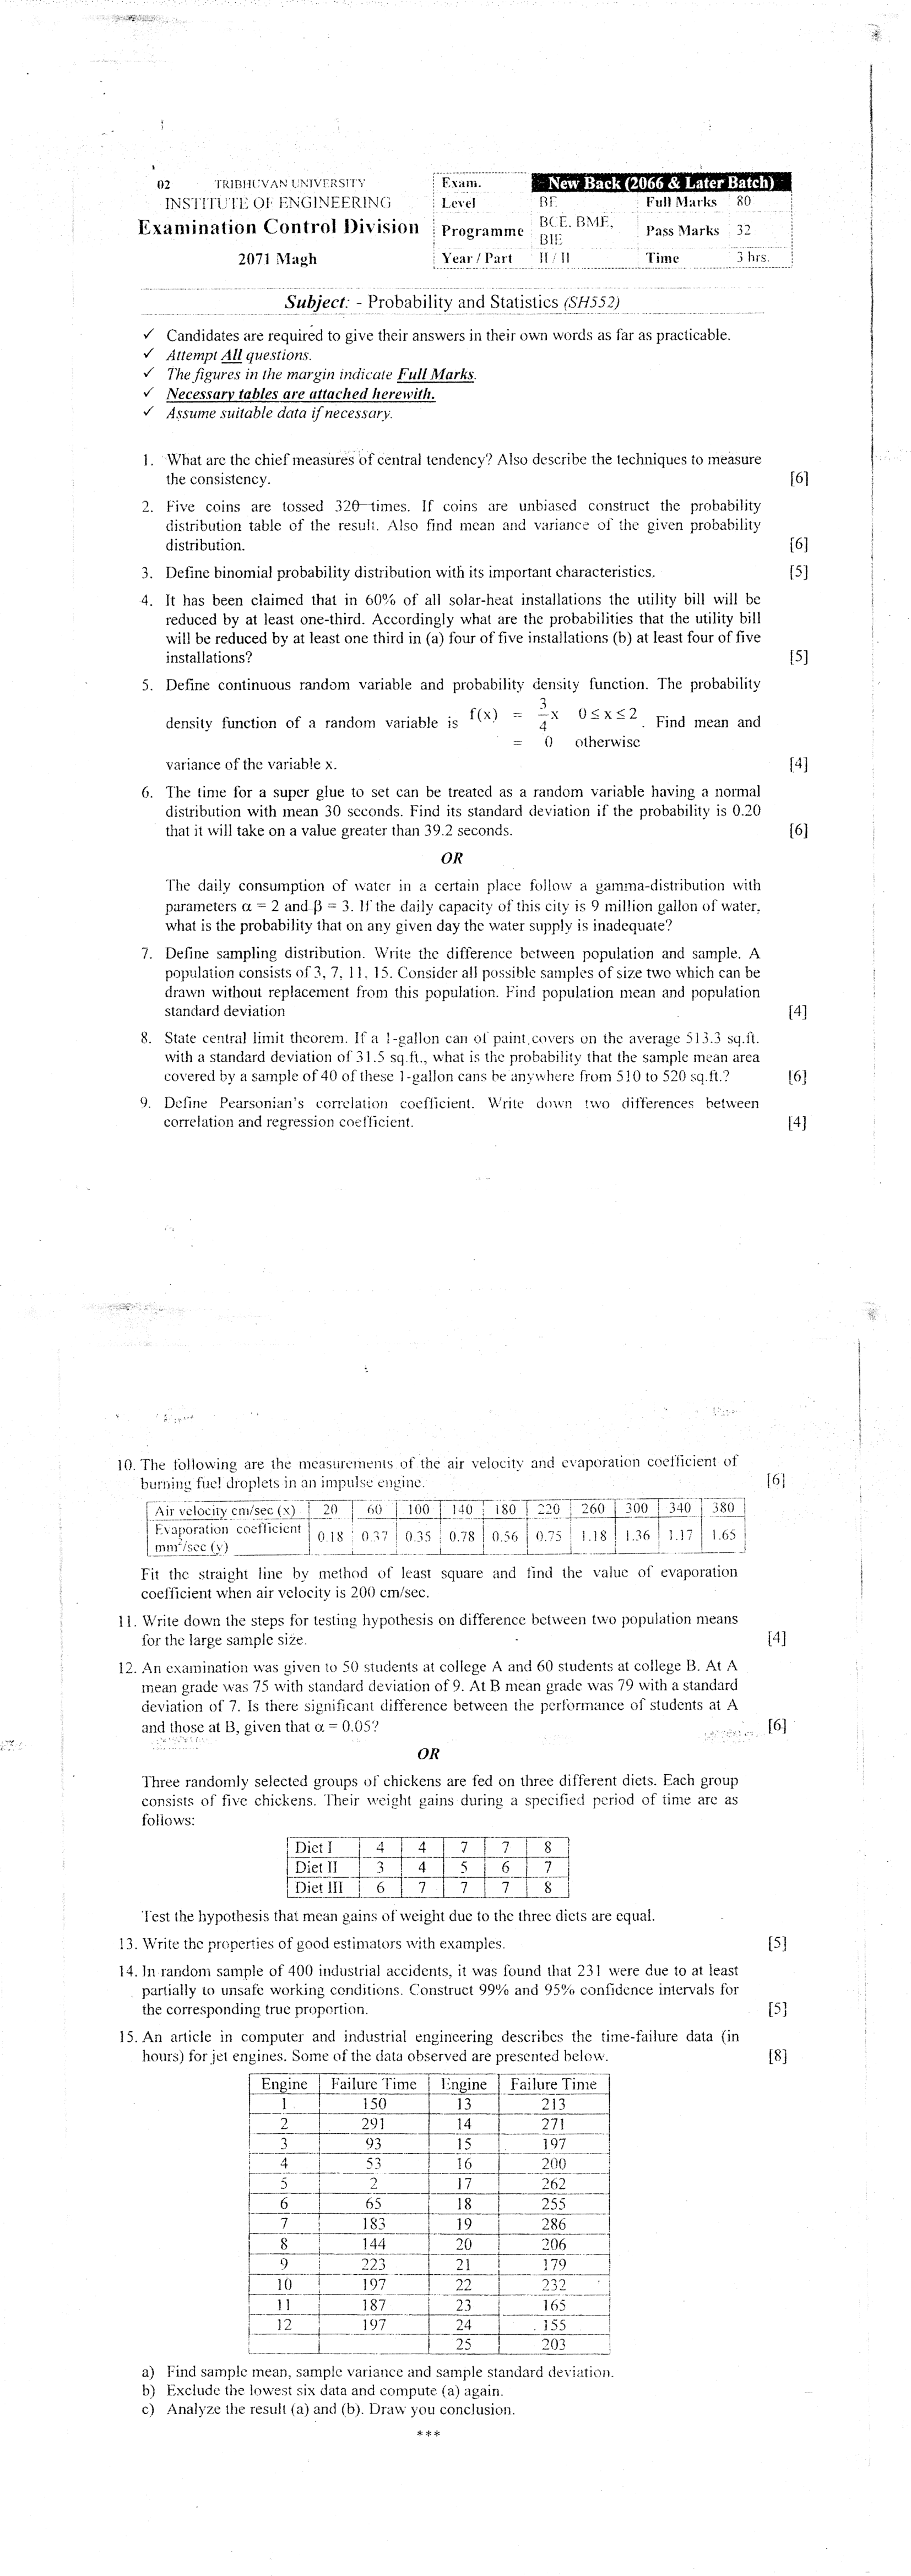 02 TRIBHUVAN UNIVERSITY
INSTITUTE OF ENGINEERING
Examination Control Division
2071 Magh
Exam. New Back (2066 & Later Batch)
Level BE Full Marks 80
Programme BCE, BME, BIE Pass Marks 32
Year / Part II / II Time 3 hrs.
Subject: - Probability and Statistics (SH552)
✓ Candidates are required to give their answers in their own words as far as practicable.
✓ Attempt All questions.
✓ The figures in the margin indicate Full Marks.
✓ Necessary tables are attached herewith.
✓ Assume suitable data if necessary.
1. What are the chief measures of central tendency? Also describe the techniques to measure
the consistency. [6]
2. Five coins are tossed 320 times. If coins are unbiased construct the probability
distribution table of the result. Also find mean and variance of the given probability
distribution. [6]
3. Define binomial probability distribution with its important characteristics. [5]
4. It has been claimed that in 60% of all solar-heat installations the utility bill will be
reduced by at least one-third. Accordingly what are the probabilities that the utility bill
will be reduced by at least one third in (a) four of five installations (b) at least four of five
installations? [5]
5. Define continuous random variable and probability density function. The probability
density function of a random variable is f(x) = 3/4 x 0 ≤ x ≤ 2 . Find mean and
= 0 otherwise
variance of the variable x. [4]
6. The time for a super glue to set can be treated as a random variable having a normal
distribution with mean 30 seconds. Find its standard deviation if the probability is 0.20
that it will take on a value greater than 39.2 seconds. [6]
OR
The daily consumption of water in a certain place follow a gamma-distribution with
parameters α = 2 and β = 3. If the daily capacity of this city is 9 million gallon of water,
what is the probability that on any given day the water supply is inadequate?
7. Define sampling distribution. Write the difference between population and sample. A
population consists of 3, 7, 11, 15. Consider all possible samples of size two which can be
drawn without replacement from this population. Find population mean and population
standard deviation [4]
8. State central limit theorem. If a 1-gallon can of paint covers on the average 513.3 sq.ft.
with a standard deviation of 31.5 sq.ft., what is the probability that the sample mean area
covered by a sample of 40 of these 1-gallon cans be anywhere from 510 to 520 sq.ft.? [6]
9. Define Pearsonian's correlation coefficient. Write down two differences between
correlation and regression coefficient. [4]
10. The following are the measurements of the air velocity and evaporation coefficient of
burning fuel droplets in an impulse engine. [6]
Air velocity cm/sec (x) 20 60 100 140 180 220 260 300 340 380
Evaporation coefficient mm²/sec (y) 0.18 0.37 0.35 0.78 0.56 0.75 1.18 1.36 1.17 1.65
Fit the straight line by method of least square and find the value of evaporation
coefficient when air velocity is 200 cm/sec.
11. Write down the steps for testing hypothesis on difference between two population means
for the large sample size. [4]
12. An examination was given to 50 students at college A and 60 students at college B. At A
mean grade was 75 with standard deviation of 9. At B mean grade was 79 with a standard
deviation of 7. Is there significant difference between the performance of students at A
and those at B, given that α = 0.05? [6]
OR
Three randomly selected groups of chickens are fed on three different diets. Each group
consists of five chickens. Their weight gains during a specified period of time are as
follows:
Diet I 4 4 7 7 8
Diet II 3 4 5 6 7
Diet III 6 7 7 7 8
Test the hypothesis that mean gains of weight due to the three diets are equal.
13. Write the properties of good estimators with examples. [5]
14. In random sample of 400 industrial accidents, it was found that 231 were due to at least
partially to unsafe working conditions. Construct 99% and 95% confidence intervals for
the corresponding true proportion. [5]
15. An article in computer and industrial engineering describes the time-failure data (in
hours) for jet engines. Some of the data observed are presented below. [8]
Engine Failure Time Engine Failure Time
1 150 13 213
2 291 14 271
3 93 15 197
4 53 16 200
5 2 17 262
6 65 18 255
7 183 19 286
8 144 20 206
9 223 21 179
10 197 22 232
11 187 23 165
12 197 24 155
25 203
a) Find sample mean, sample variance and sample standard deviation.
b) Exclude the lowest six data and compute (a) again.
c) Analyze the result (a) and (b). Draw you conclusion.
***